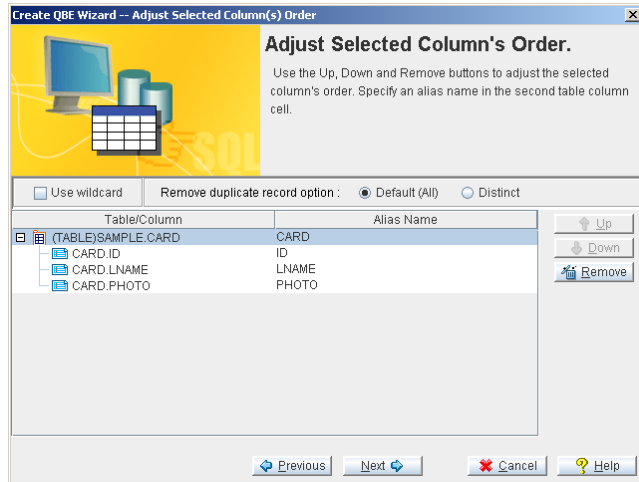 Create QBE Wizard -- Adjust Selected Column(s) Order
Adjust Selected Column's Order.
Use the Up, Down and Remove buttons to adjust the selected
column's order. Specify an alias name in the second table column
cell.
SQL
Use wildcard Remove duplicate record option : Default (All) Distinct
Table/Column Alias Name
(TABLE)SAMPLE.CARD CARD
CARD.ID ID
CARD.LNAME LNAME
CARD.PHOTO PHOTO
Up
Down
Remove
Previous Next Cancel Help